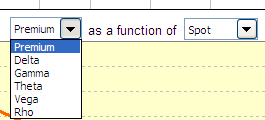 Premium as a function of Spot
Premium
Delta
Gamma
Theta
Vega
Rho